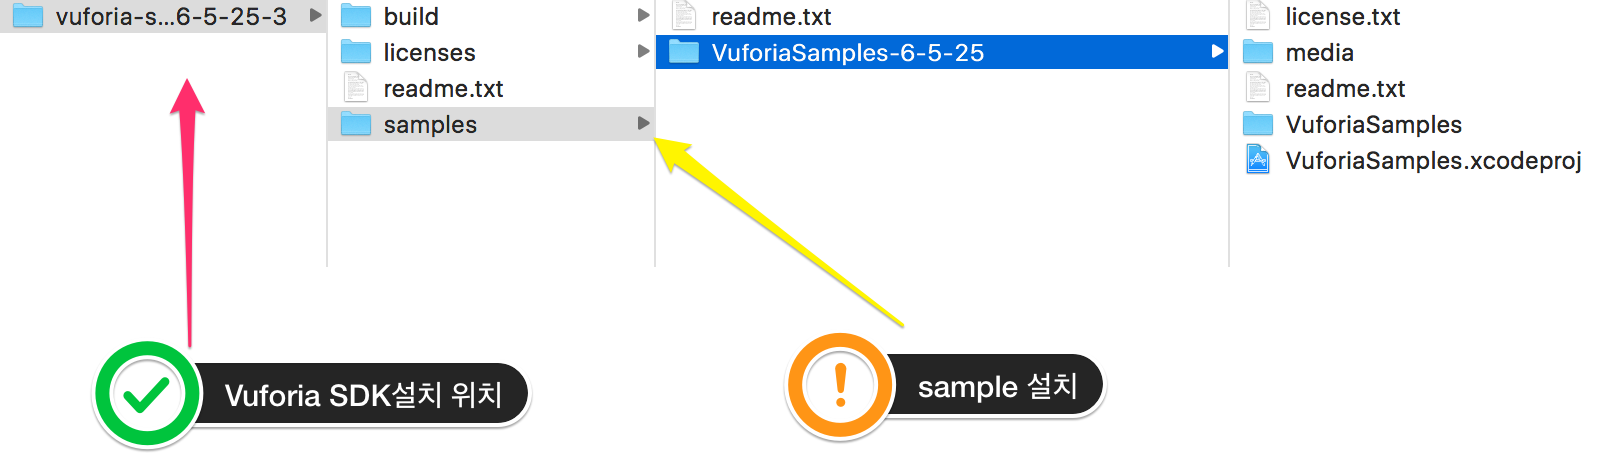 vuforia-s...6-5-25-3
build
licenses
readme.txt
samples
readme.txt
VuforiaSamples-6-5-25
license.txt
media
readme.txt
VuforiaSamples
VuforiaSamples.xcodeproj
Vuforia SDK설치 위치
sample 설치